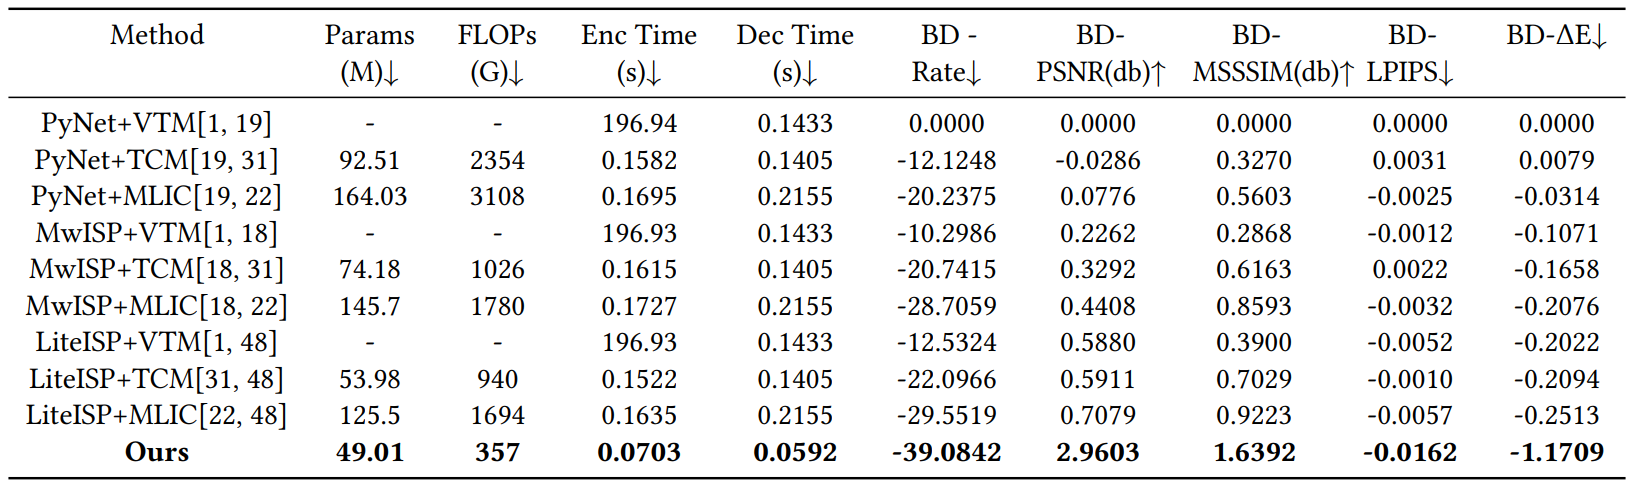 Method Params FLOPs Enc Time Dec Time BD - BD- BD- BD- BD-ΔE↓
(M)↓ (G)↓ (s)↓ (s)↓ Rate↓ PSNR(db)↑ MSSSIM(db)↑ LPIPS↓
PyNet+VTM[1, 19] - - 196.94 0.1433 0.0000 0.0000 0.0000 0.0000 0.0000
PyNet+TCM[19, 31] 92.51 2354 0.1582 0.1405 -12.1248 -0.0286 0.3270 0.0031 0.0079
PyNet+MLIC[19, 22] 164.03 3108 0.1695 0.2155 -20.2375 0.0776 0.5603 -0.0025 -0.0314
MwISP+VTM[1, 18] - - 196.93 0.1433 -10.2986 0.2262 0.2868 -0.0012 -0.1071
MwISP+TCM[18, 31] 74.18 1026 0.1615 0.1405 -20.7415 0.3292 0.6163 0.0022 -0.1658
MwISP+MLIC[18, 22] 145.7 1780 0.1727 0.2155 -28.7059 0.4408 0.8593 -0.0032 -0.2076
LiteISP+VTM[1, 48] - - 196.93 0.1433 -12.5324 0.5880 0.3900 -0.0052 -0.2022
LiteISP+TCM[31, 48] 53.98 940 0.1522 0.1405 -22.0966 0.5911 0.7029 -0.0010 -0.2094
LiteISP+MLIC[22, 48] 125.5 1694 0.1635 0.2155 -29.5519 0.7079 0.9223 -0.0057 -0.2513
Ours 49.01 357 0.0703 0.0592 -39.0842 2.9603 1.6392 -0.0162 -1.1709